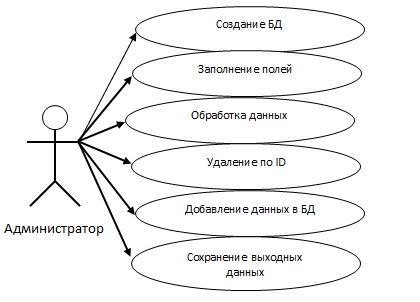 Создание БД
Заполнение полей
Обработка данных
Удаление по ID
Добавление данных в БД
Сохранение выходных
данных
Администратор